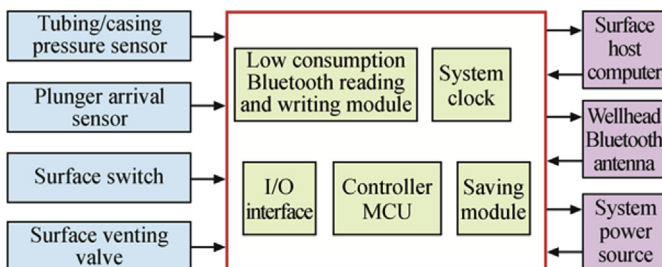 Tubing/casing
pressure sensor
Plunger arrival
sensor
Surface switch
Surface venting
valve
Low consumption
Bluetooth reading
and writing module
System
clock
I/O
interface
Controller
MCU
Saving
module
Surface
host
computer
Wellhead
Bluetooth
antenna
System
power
source